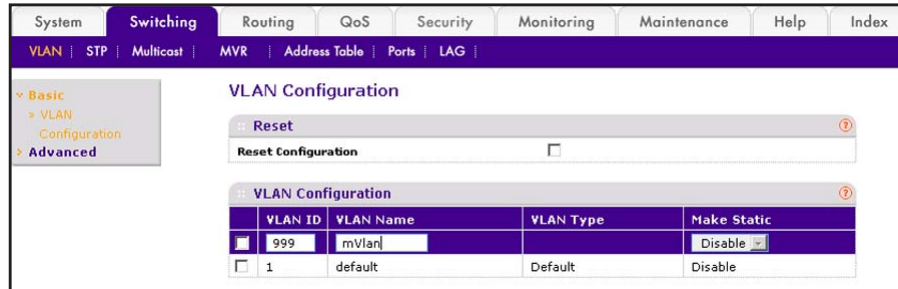 System Switching Routing QoS Security Monitoring Maintenance Help Index
VLAN STP Multicast MVR Address Table Ports LAG
Basic
VLAN
Configuration
Advanced
VLAN Configuration
Reset
Reset Configuration
VLAN Configuration
VLAN ID VLAN Name VLAN Type Make Static
999 mVlan Disable
1 default Default Disable